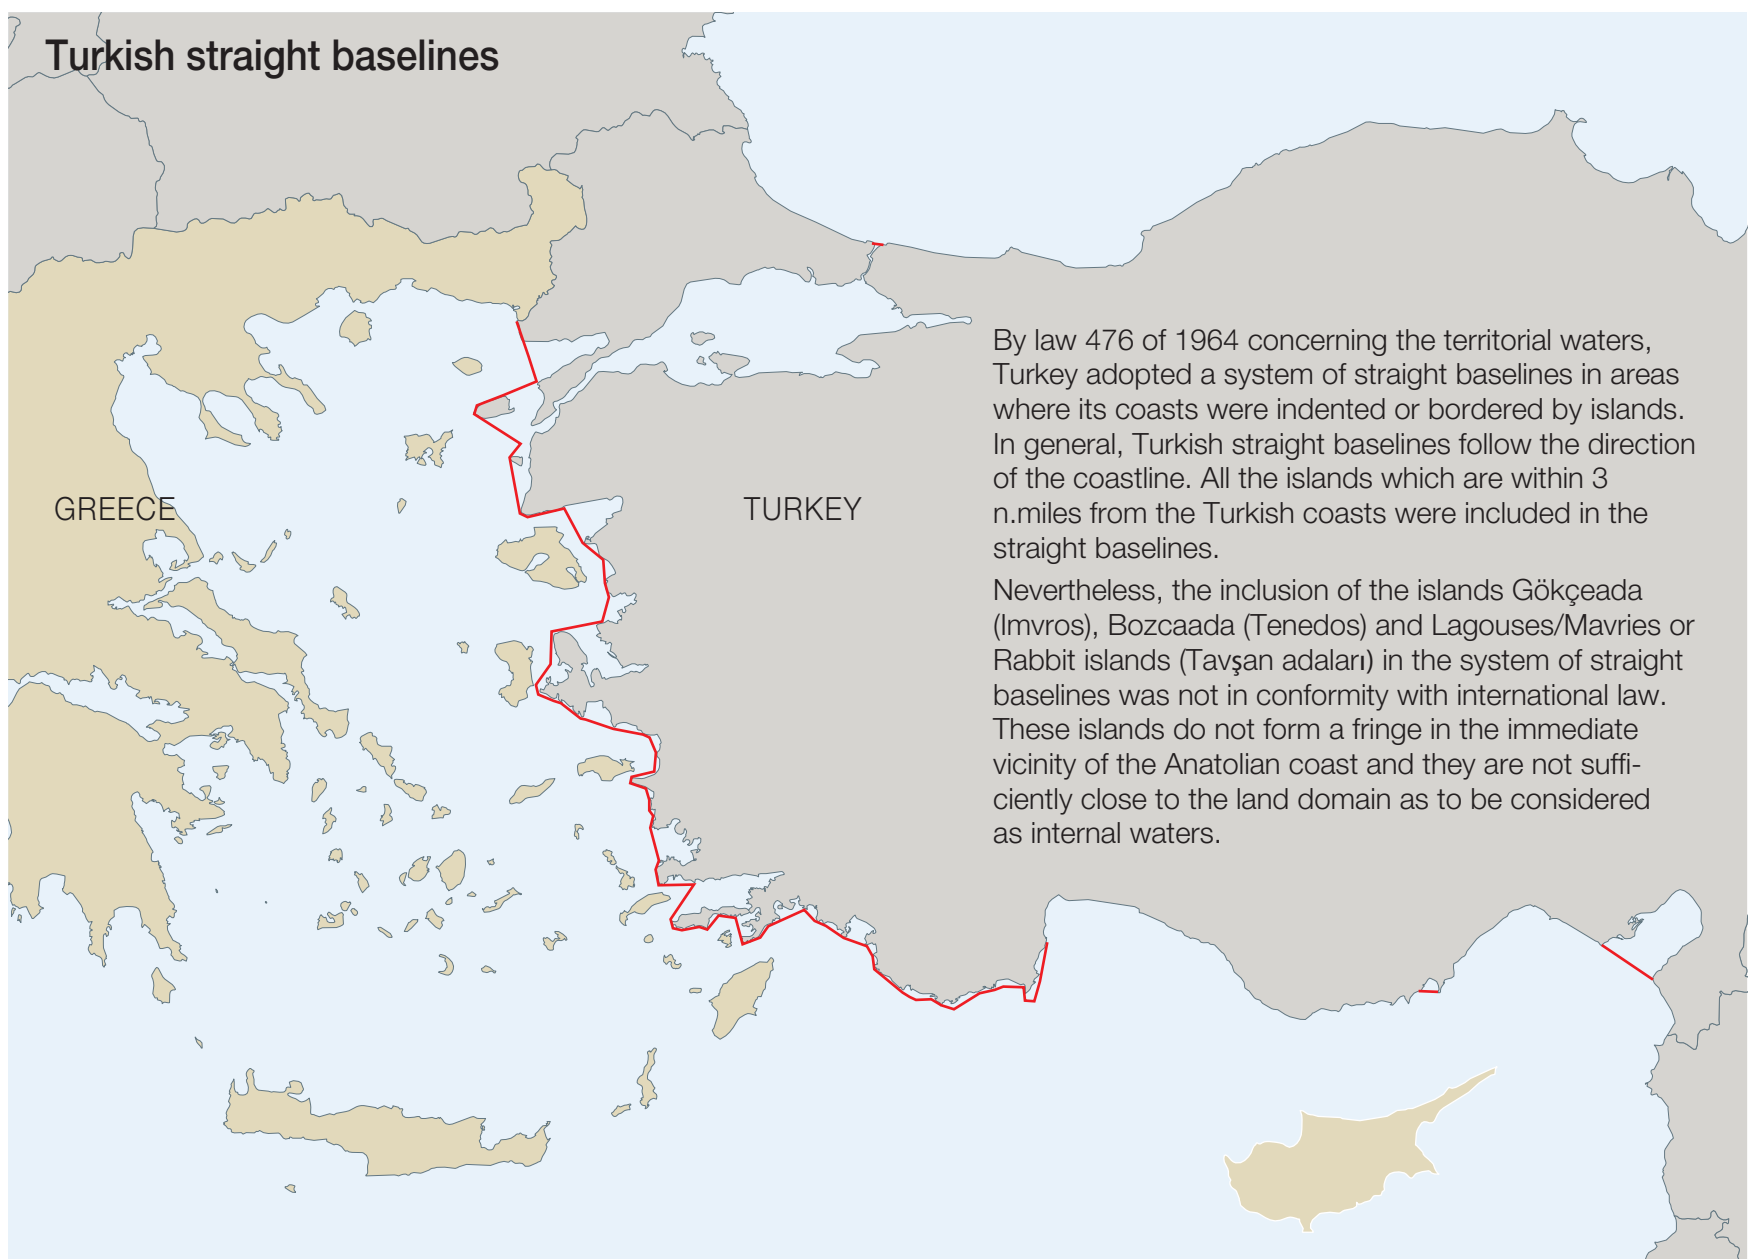 Turkish straight baselines
By law 476 of 1964 concerning the territorial waters,
Turkey adopted a system of straight baselines in areas
where its coasts were indented or bordered by islands.
In general, Turkish straight baselines follow the direction
of the coastline. All the islands which are within 3
n.miles from the Turkish coasts were included in the
straight baselines.
GREECE
TURKEY
Nevertheless, the inclusion of the islands Gökçeada
(Imvros), Bozcaada (Tenedos) and Lagouses/Mavries or
Rabbit islands (Tavşan adaları) in the system of straight
baselines was not in conformity with international law.
These islands do not form a fringe in the immediate
vicinity of the Anatolian coast and they are not suffi-
ciently close to the land domain as to be considered
as internal waters.